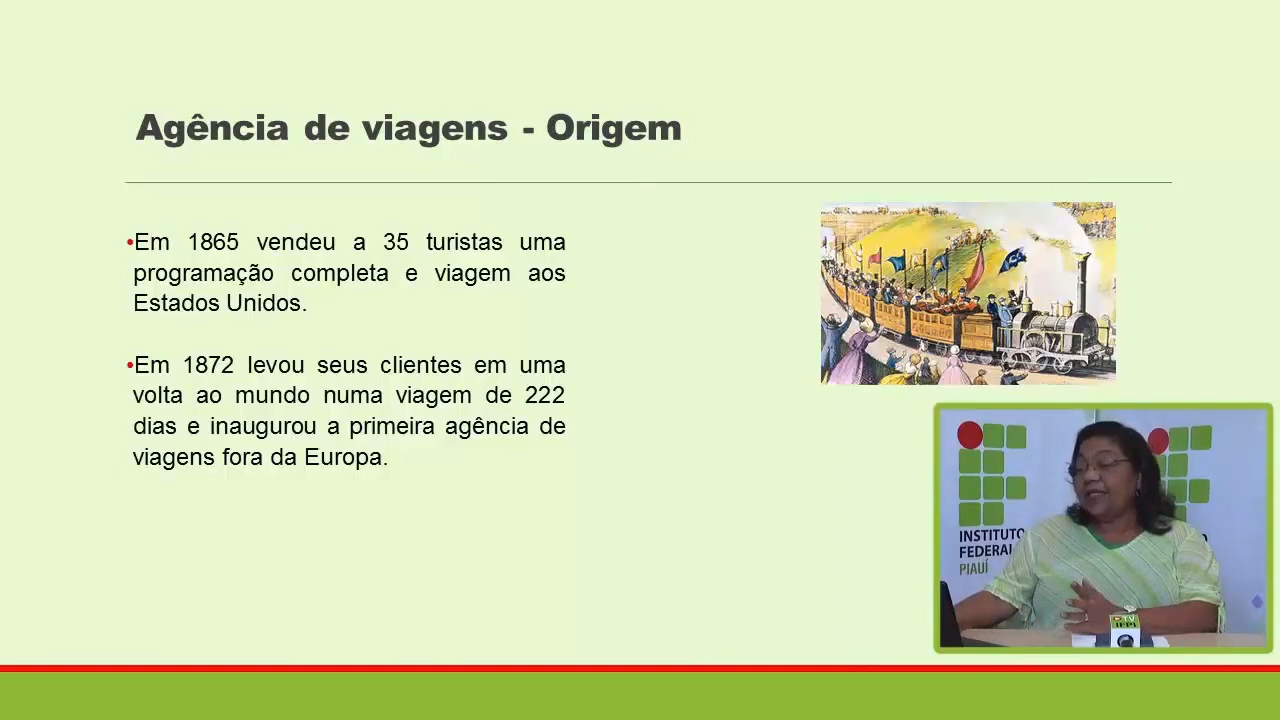 Agência de viagens - Origem
•Em 1865 vendeu a 35 turistas uma
programação completa e viagem aos
Estados Unidos.
•Em 1872 levou seus clientes em uma
volta ao mundo numa viagem de 222
dias e inaugurou a primeira agência de
viagens fora da Europa.
INSTITUTO
FEDERAL
PIAUÍ
TV
IFPI